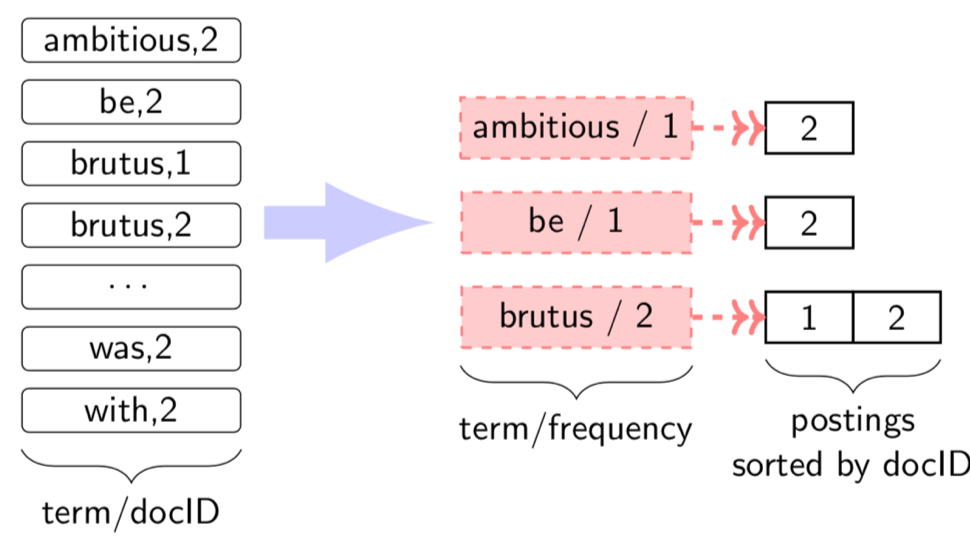 ambitious,2
be,2
brutus,1
brutus,2
...
was,2
with,2
term/docID
ambitious / 1
2
be / 1
2
brutus / 2
1 2
term/frequency
postings
sorted by docID